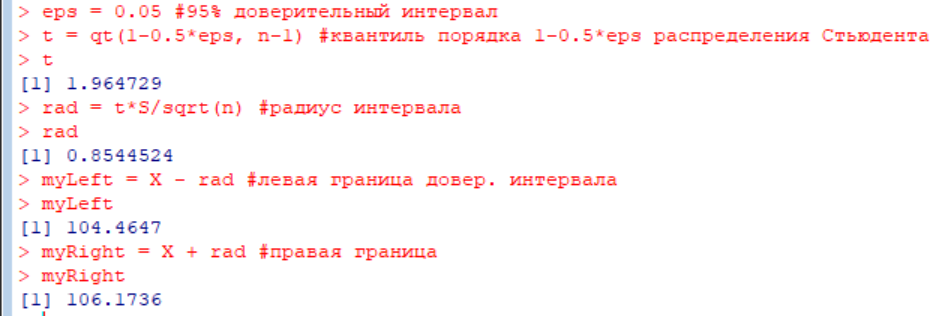 > eps = 0.05 #95% доверительный интервал
> t = qt(1-0.5*eps, n-1) #квантиль порядка 1-0.5*eps распределения Стьюдента
> t
[1] 1.964729
> rad = t*S/sqrt(n) #радиус интервала
> rad
[1] 0.8544524
> myLeft = X - rad #левая граница довер. интервала
> myLeft
[1] 104.4647
> myRight = X + rad #правая граница
> myRight
[1] 106.1736